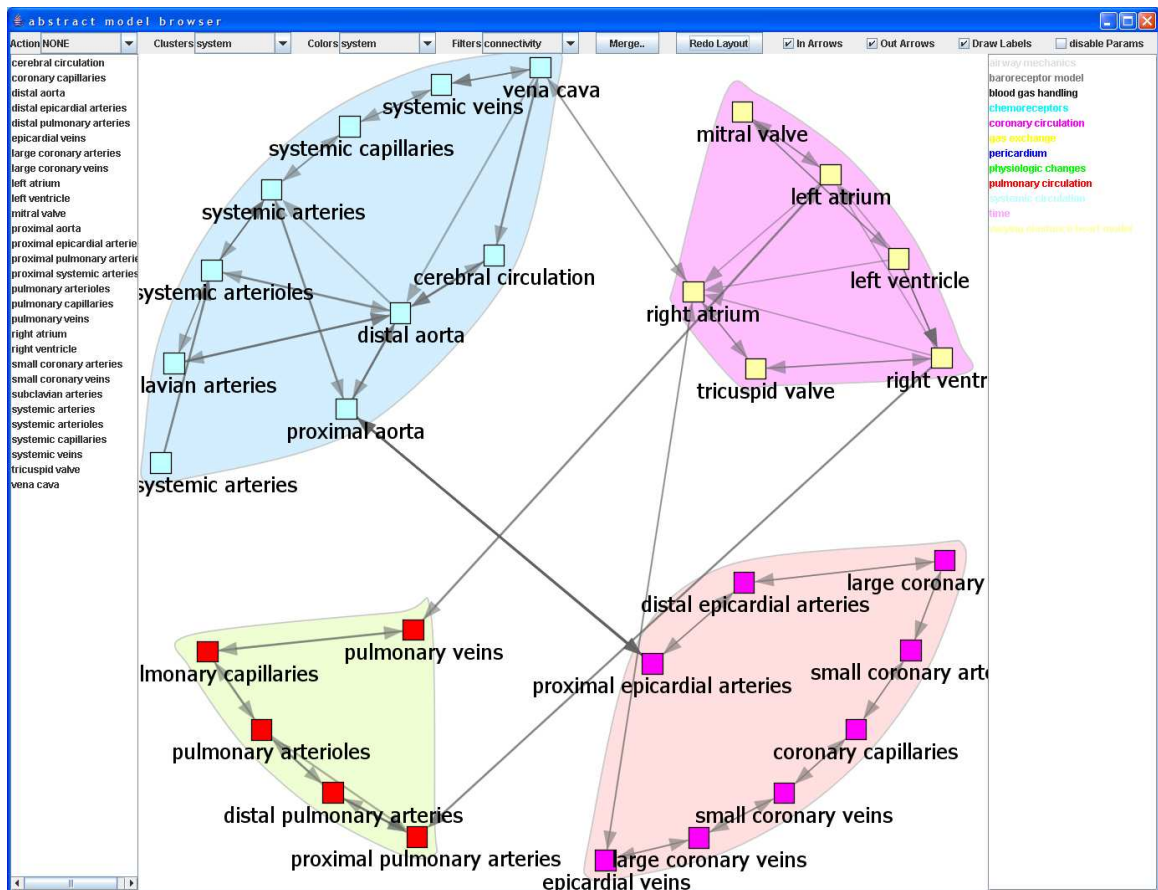 abstract model browser
Action NONE Clusters system Colors system Filters connectivity Merge.. Redo Layout In Arrows Out Arrows Draw Labels disable Params
cerebral circulation
coronary capillaries
distal aorta
distal epicardial arteries
distal pulmonary arteries
epicardial veins
large coronary arteries
large coronary veins
left atrium
left ventricle
mitral valve
proximal aorta
proximal epicardial arterie
proximal pulmonary arterie
proximal systemic arteries
pulmonary arterioles
pulmonary capillaries
pulmonary veins
right atrium
right ventricle
small coronary arteries
small coronary veins
subclavian arteries
systemic arteries
systemic arterioles
systemic capillaries
systemic veins
tricuspid valve
vena cava
vena cava
systemic veins
systemic capillaries
systemic arteries
cerebral circulation
systemic arterioles
distal aorta
lavian arteries
proximal aorta
systemic arteries
mitral valve
left atrium
left ventricle
right atrium
right ventr
tricuspid valve
pulmonary veins
lmonary capillaries
pulmonary arterioles
distal pulmonary arteries
proximal pulmonary arteries
large coronary
distal epicardial arteries
small coronary arte
proximal epicardial arteries
coronary capillaries
small coronary veins
large coronary veins
epicardial veins
airway mechanics
baroreceptor model
blood gas handling
chemoreceptors
coronary circulation
gas exchange
pericardium
physiologic changes
pulmonary circulation
systemic circulation
time